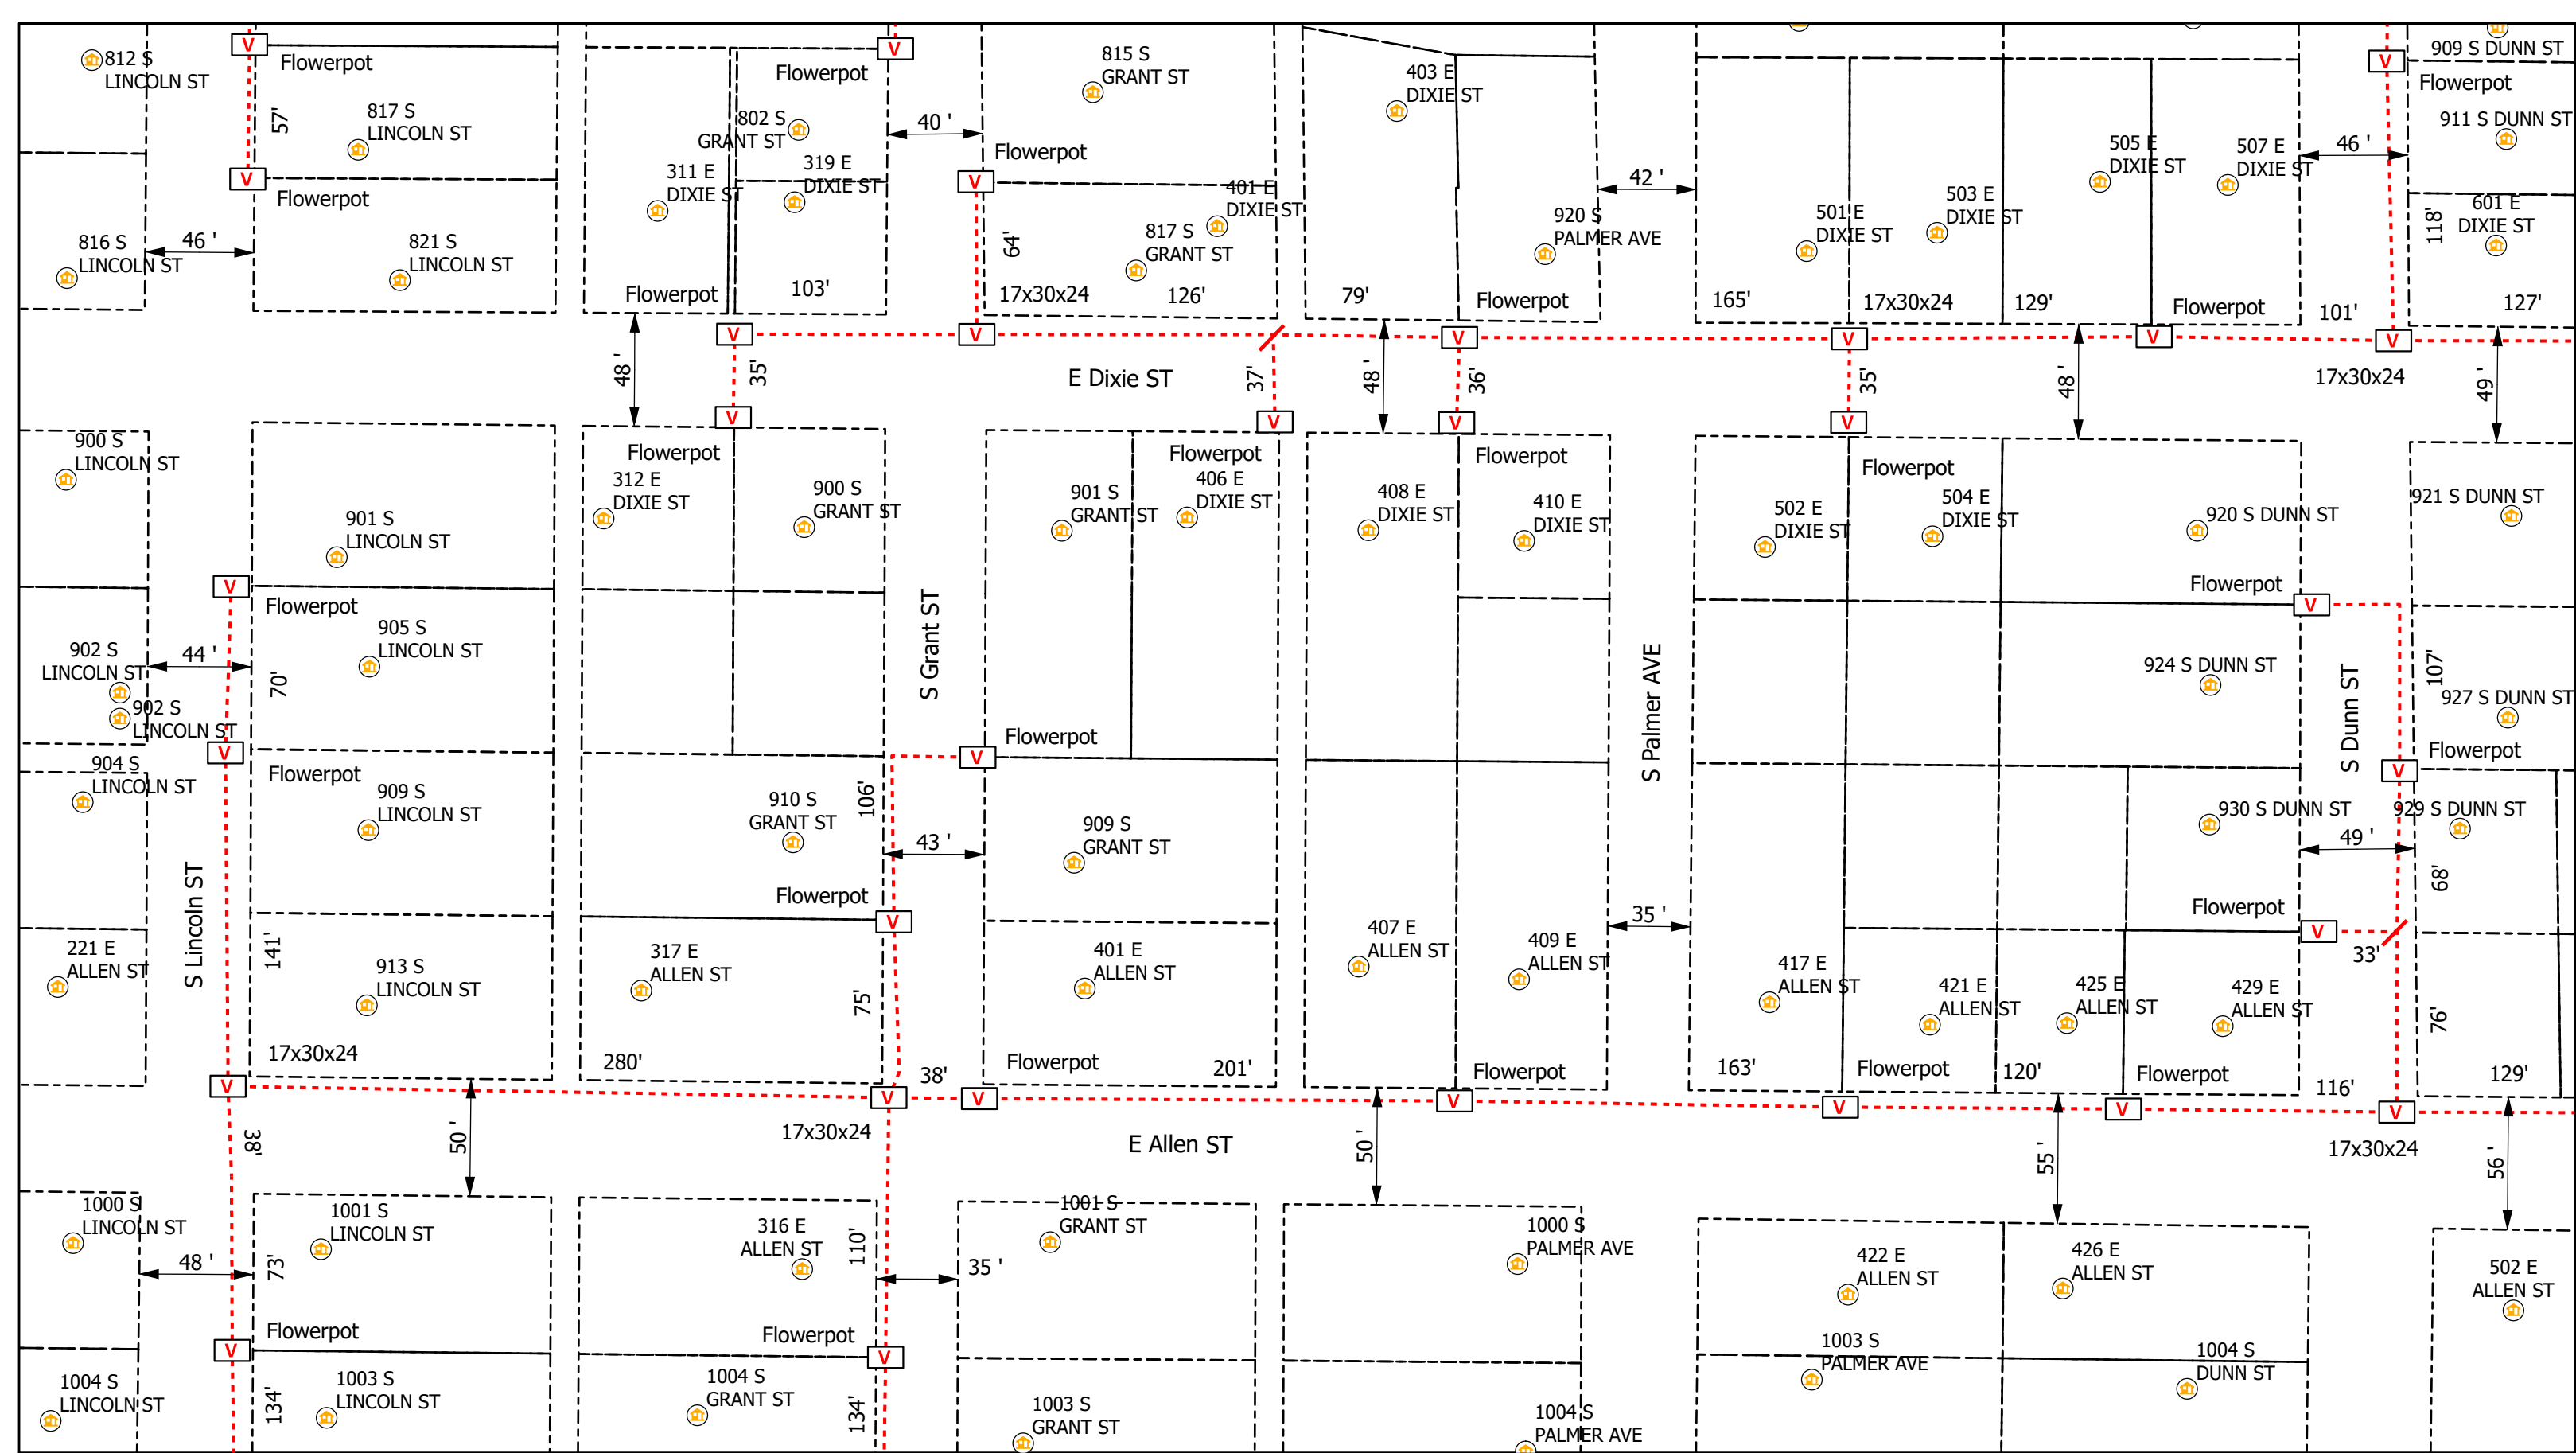 812 S
LINCOLN ST
V
Flowerpot
57'
817 S
LINCOLN ST
V
Flowerpot
816 S
LINCOLN ST
46 '
821 S
LINCOLN ST
V
Flowerpot
802 S
GRANT ST
311 E
DIXIE ST
319 E
DIXIE ST
Flowerpot
103'
40 '
815 S
GRANT ST
Flowerpot
V
64'
401 E
DIXIE ST
817 S
GRANT ST
17x30x24
126'
403 E
DIXIE ST
79'
920 S
PALMER AVE
Flowerpot
42 '
501 E
DIXIE ST
503 E
DIXIE ST
505 E
DIXIE ST
507 E
DIXIE ST
165'
17x30x24
129'
Flowerpot
46 '
101'
V
909 S DUNN ST
Flowerpot
911 S DUNN ST
118'
601 E
DIXIE ST
127'
V
V
V
V
V
V
48 '
35'
E Dixie ST
37'
48 '
36'
35'
48 '
17x30x24
49 '
V
V
V
V
900 S
LINCOLN ST
901 S
LINCOLN ST
Flowerpot
312 E
DIXIE ST
900 S
GRANT ST
901 S
GRANT ST
Flowerpot
406 E
DIXIE ST
408 E
DIXIE ST
Flowerpot
410 E
DIXIE ST
502 E
DIXIE ST
Flowerpot
504 E
DIXIE ST
920 S DUNN ST
921 S DUNN ST
V
Flowerpot
905 S
LINCOLN ST
902 S
LINCOLN ST
44 '
70'
902 S
LINCOLN ST
V
S Grant ST
S Palmer AVE
Flowerpot
V
924 S DUNN ST
S Dunn ST
107'
927 S DUNN ST
Flowerpot
V
904 S
LINCOLN ST
Flowerpot
909 S
LINCOLN ST
910 S
GRANT ST
106'
Flowerpot
V
43 '
909 S
GRANT ST
Flowerpot
V
930 S DUNN ST
929 S DUNN ST
49 '
68'
Flowerpot
V
33'
S Lincoln ST
221 E
ALLEN ST
141'
913 S
LINCOLN ST
17x30x24
317 E
ALLEN ST
280'
75'
38'
401 E
ALLEN ST
Flowerpot
201'
407 E
ALLEN ST
409 E
ALLEN ST
Flowerpot
35 '
417 E
ALLEN ST
421 E
ALLEN ST
425 E
ALLEN ST
429 E
ALLEN ST
163'
Flowerpot
120'
Flowerpot
116'
76'
129'
V
V
V
V
V
V
V
38'
50 '
17x30x24
E Allen ST
50 '
55 '
17x30x24
56 '
1000 S
LINCOLN ST
48 '
73'
1001 S
LINCOLN ST
Flowerpot
V
316 E
ALLEN ST
110'
Flowerpot
V
35 '
1001 S
GRANT ST
1000 S
PALMER AVE
422 E
ALLEN ST
426 E
ALLEN ST
502 E
ALLEN ST
1004 S
LINCOLN ST
134'
1003 S
LINCOLN ST
1004 S
GRANT ST
134'
1003 S
GRANT ST
1004 S
PALMER AVE
1003 S
PALMER AVE
1004 S
DUNN ST